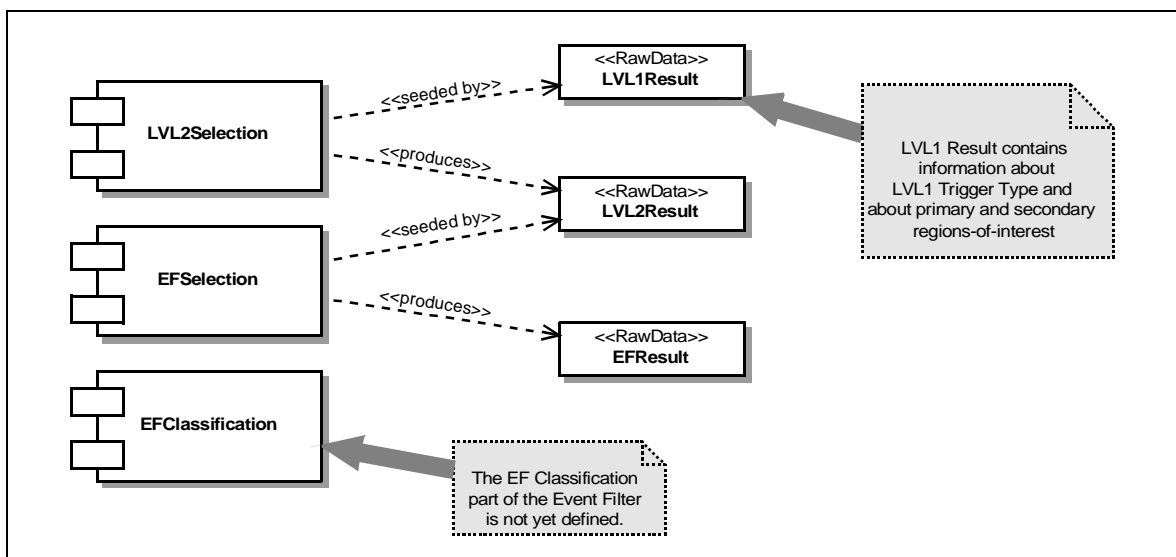 <<RawData>>
LVL1Result
<<seeded by>>
LVL2Selection
LVL1 Result contains
information about
LVL1 Trigger Type and
about primary and secondary
regions-of-interest
<<produces>>
<<RawData>>
LVL2Result
<<seeded by>>
EFSelection
<<produces>>
<<RawData>>
EFResult
EFClassification
The EF Classification
part of the Event Filter
is not yet defined.